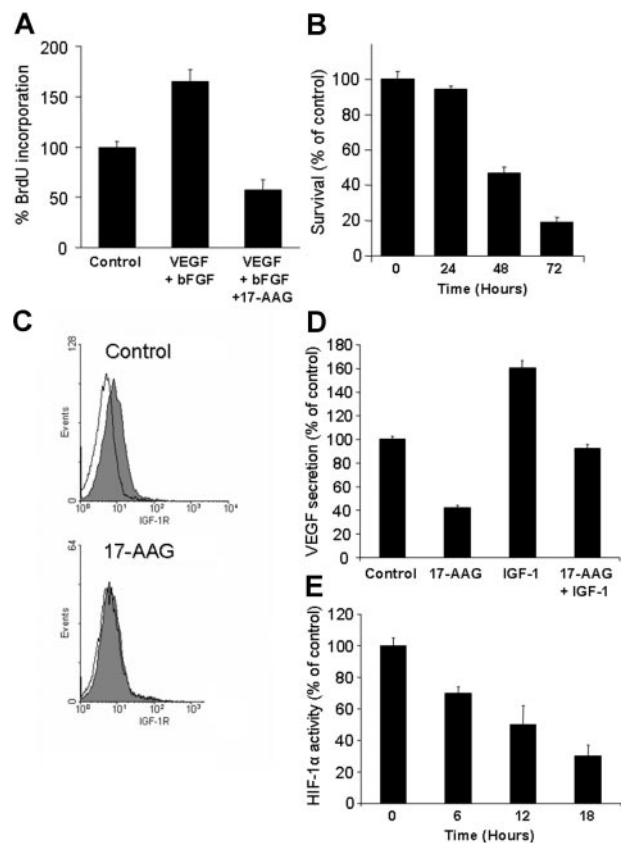 A
% BrdU incorporation
200
150
100
50
0
Control
VEGF
+ bFGF
VEGF
+ bFGF
+17-AAG
B
Survival (% of control)
100
80
60
40
20
0
0 24 48 72
Time (Hours)
C
Control
128
Events
0
10⁰ 10¹ 10² 10³ 10⁴
IGF-1R
17-AAG
64
Events
0
10⁰ 10¹ 10² 10³
IGF-1R
D
VEGF secretion (% of control)
180
160
140
120
100
80
60
40
20
0
Control 17-AAG IGF-1 17-AAG
+ IGF-1
E
HIF-1α activity (% of control)
120
100
80
60
40
20
0
0 6 12 18
Time (Hours)